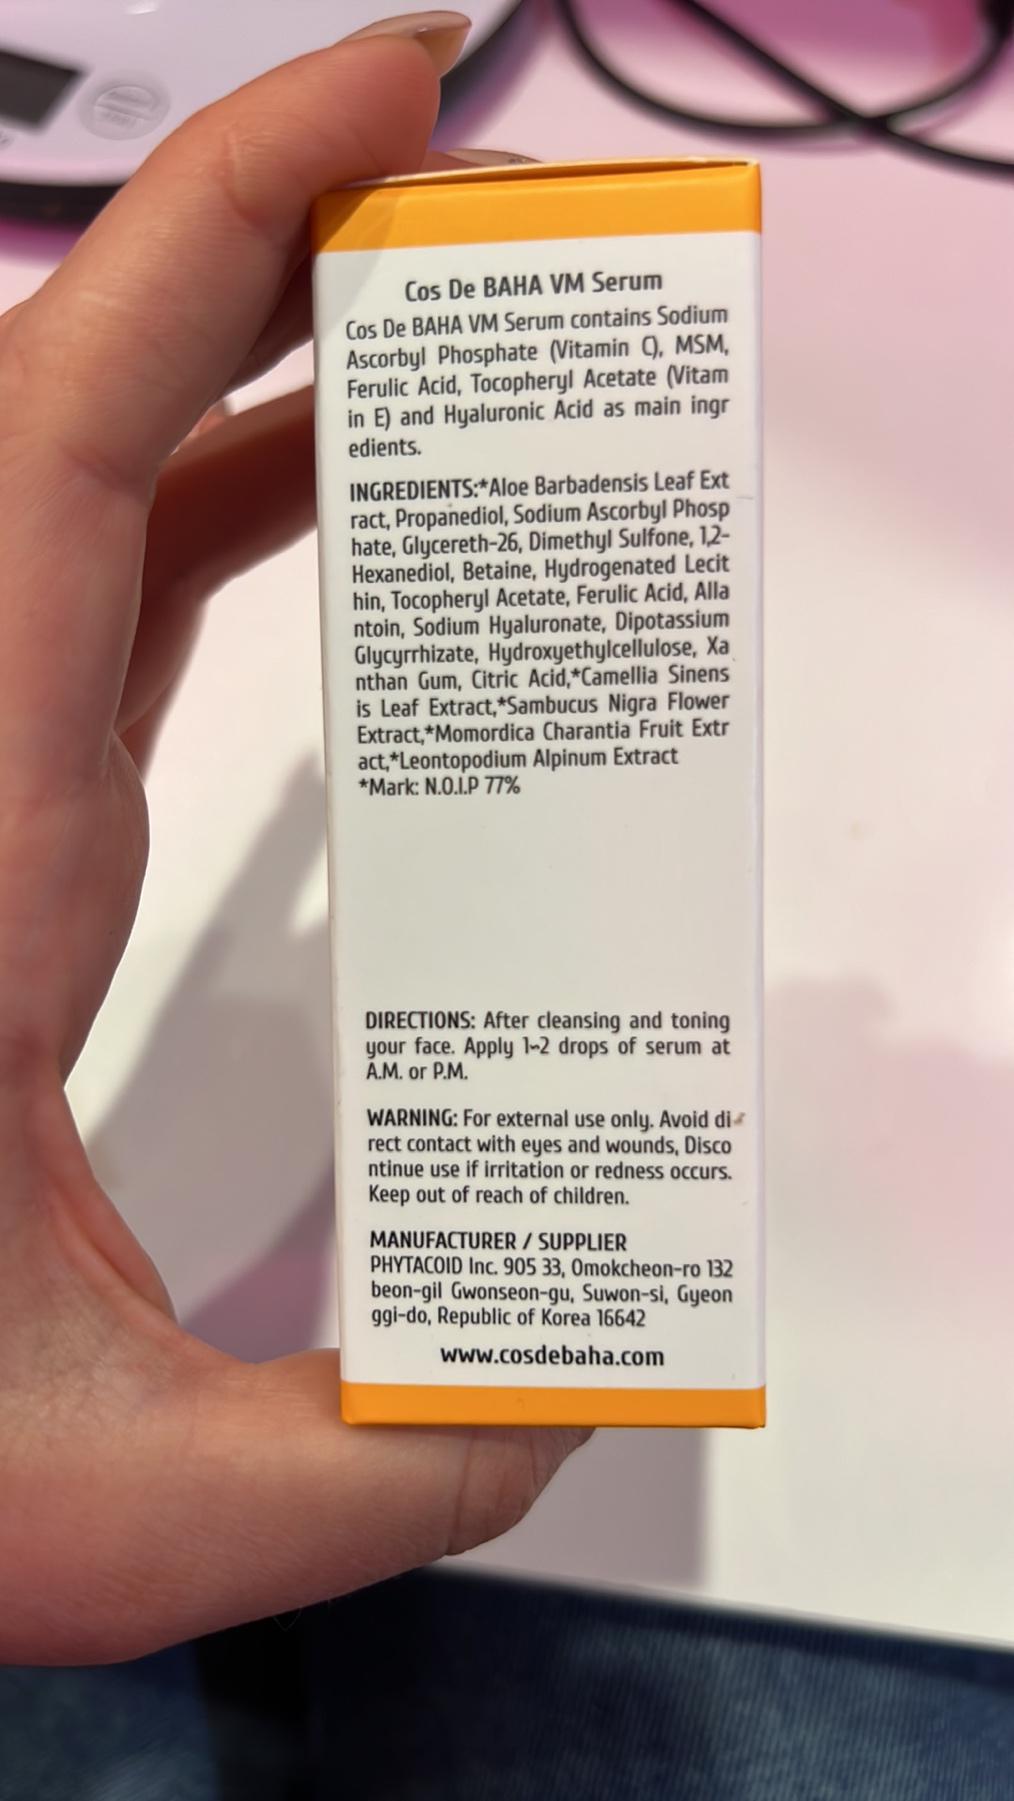 Cos De BAHA VM Serum
Cos De BAHA VM Serum contains Sodium
Ascorbyl Phosphate (Vitamin C), MSM,
Ferulic Acid, Tocopheryl Acetate (Vitam
in E) and Hyaluronic Acid as main ingr
edients.
INGREDIENTS:*Aloe Barbadensis Leaf Ext
ract, Propanediol, Sodium Ascorbyl Phosp
hate, Glycereth-26, Dimethyl Sulfone, 1,2-
Hexanediol, Betaine, Hydrogenated Lecit
hin, Tocopheryl Acetate, Ferulic Acid, Alla
ntoin, Sodium Hyaluronate, Dipotassium
Glycyrrhizate, Hydroxyethylcellulose, Xa
nthan Gum, Citric Acid,*Camellia Sinens
is Leaf Extract,*Sambucus Nigra Flower
Extract,*Momordica Charantia Fruit Extr
act,*Leontopodium Alpinum Extract
*Mark: N.O.I.P 77%
DIRECTIONS: After cleansing and toning
your face. Apply 1~2 drops of serum at
A.M. or P.M.
WARNING: For external use only. Avoid di
rect contact with eyes and wounds, Disco
ntinue use if irritation or redness occurs.
Keep out of reach of children.
MANUFACTURER / SUPPLIER
PHYTACOID Inc. 905 33, Omokcheon-ro 132
beon-gil Gwonseon-gu, Suwon-si, Gyeon
ggi-do, Republic of Korea 16642
www.cosdebaha.com